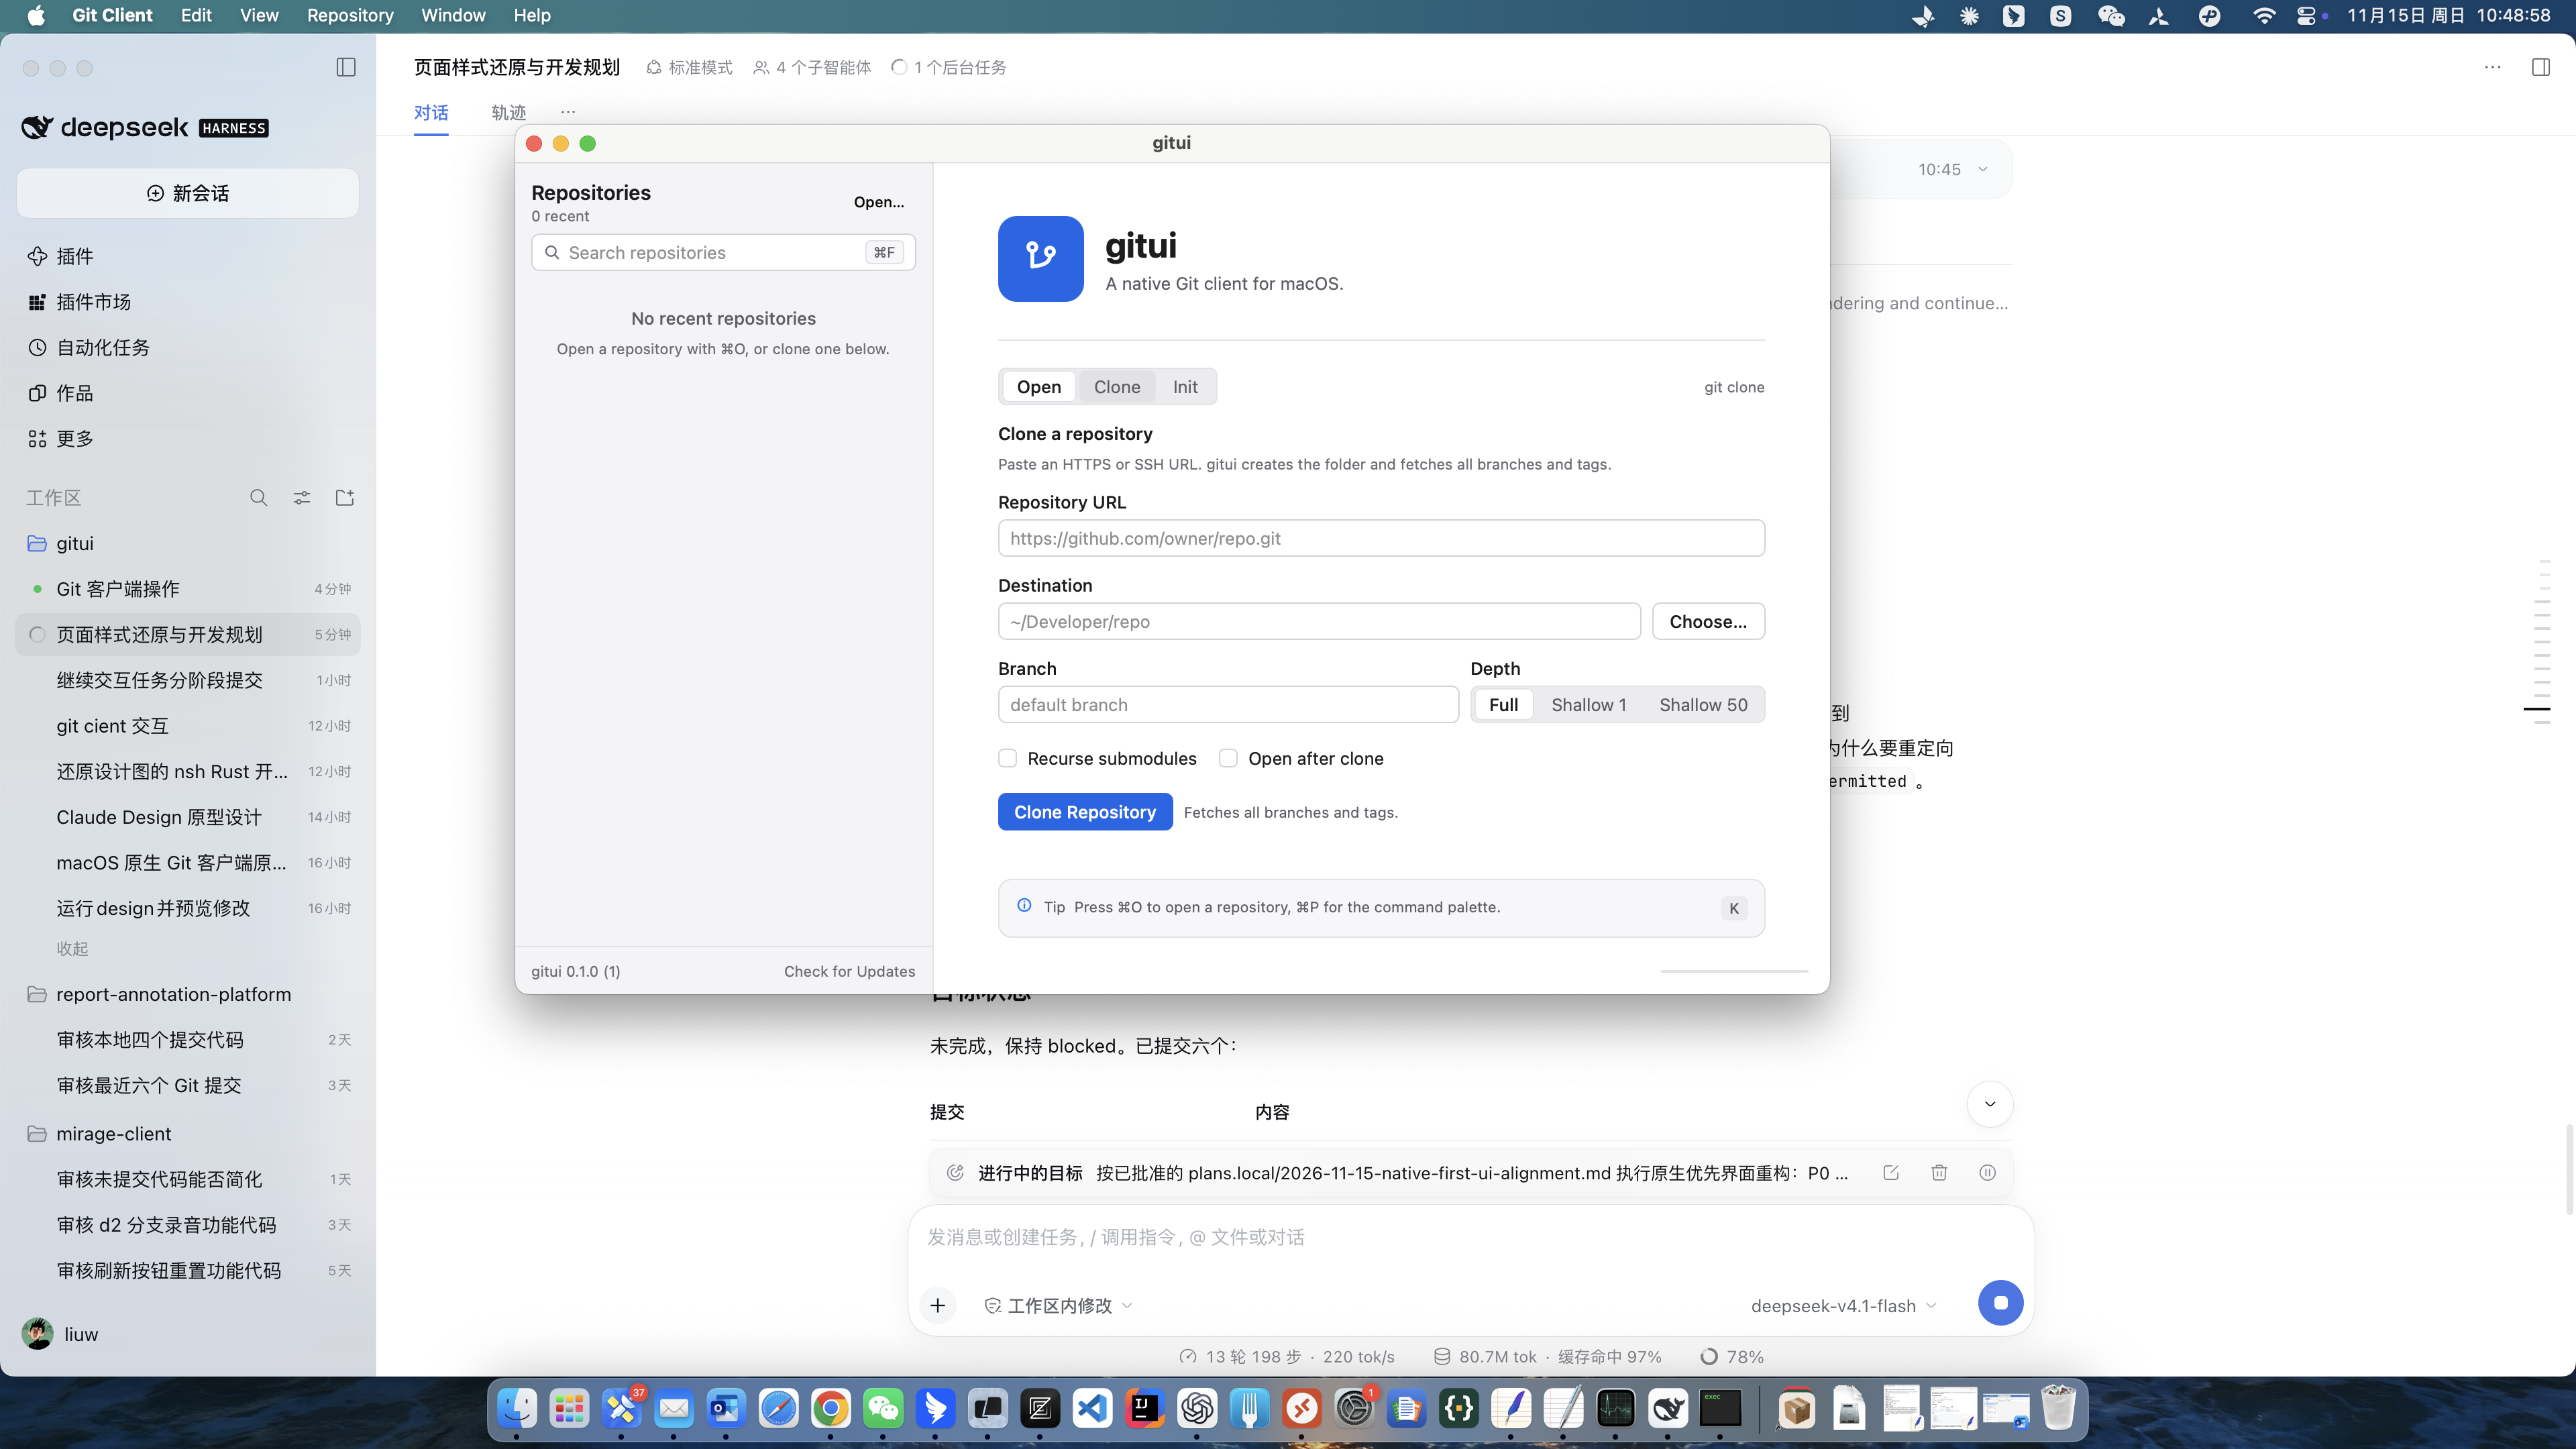 Git Client Edit View Repository Window Help
11月15日 周日 10:48:58
deepseek HARNESS
新会话
插件
插件市场
自动化任务
作品
更多
工作区
gitui
Git 客户端操作 4分钟
页面样式还原与开发规划 5分钟
继续交互任务分阶段提交 1小时
git cient 交互 12小时
还原设计图的 nsh Rust 开... 12小时
Claude Design 原型设计 14小时
macOS 原生 Git 客户端原... 16小时
运行design并预览修改 16小时
收起
report-annotation-platform
审核本地四个提交代码 2天
审核最近六个 Git 提交 3天
mirage-client
审核未提交代码能否简化 1天
审核 d2 分支录音功能代码 3天
审核刷新按钮重置功能代码 5天
liuw
页面样式还原与开发规划 标准模式 4 个子智能体 1 个后台任务
对话 轨迹 ...
10:45
dering and continue...
到
为什么要重定向
ermitted 。
gitui
Repositories
0 recent
Open...
Search repositories ⌘F
No recent repositories
Open a repository with ⌘O, or clone one below.
gitui 0.1.0 (1) Check for Updates
gitui
A native Git client for macOS.
Open Clone Init git clone
Clone a repository
Paste an HTTPS or SSH URL. gitui creates the folder and fetches all branches and tags.
Repository URL
https://github.com/owner/repo.git
Destination
~/Developer/repo Choose...
Branch Depth
default branch Full Shallow 1 Shallow 50
Recurse submodules Open after clone
Clone Repository Fetches all branches and tags.
Tip Press ⌘O to open a repository, ⌘P for the command palette. K
目标状态
未完成，保持 blocked。已提交六个：
提交 内容
进行中的目标 按已批准的 plans.local/2026-11-15-native-first-ui-alignment.md 执行原生优先界面重构：P0 ...
发消息或创建任务, / 调用指令, @ 文件或对话
工作区内修改 deepseek-v4.1-flash
13 轮 198 步 · 220 tok/s 80.7M tok · 缓存命中 97% 78%
37
1
exec